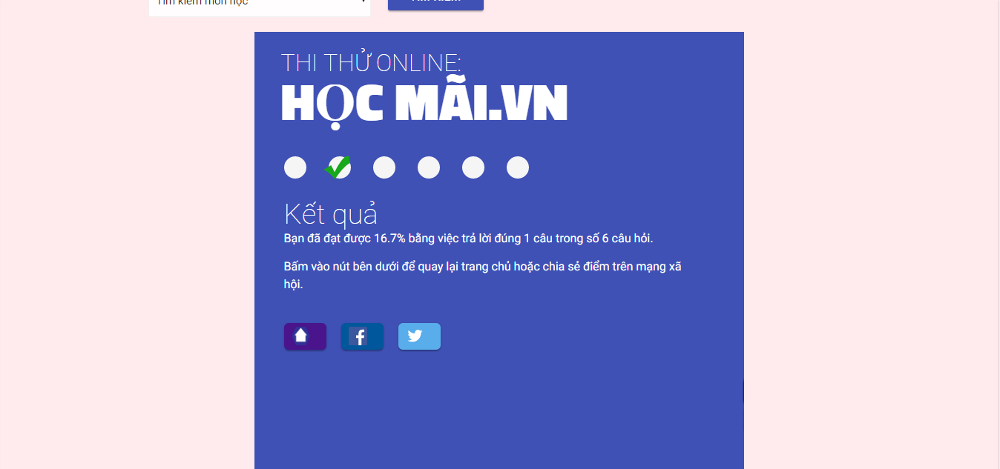 Tìm kiếm môn học
TÌM KIẾM
THI THỬ ONLINE:
HỌC MÃI.VN
Kết quả
Bạn đã đạt được 16.7% bằng việc trả lời đúng 1 câu trong số 6 câu hỏi.
Bấm vào nút bên dưới để quay lại trang chủ hoặc chia sẻ điểm trên mạng xã
hội.